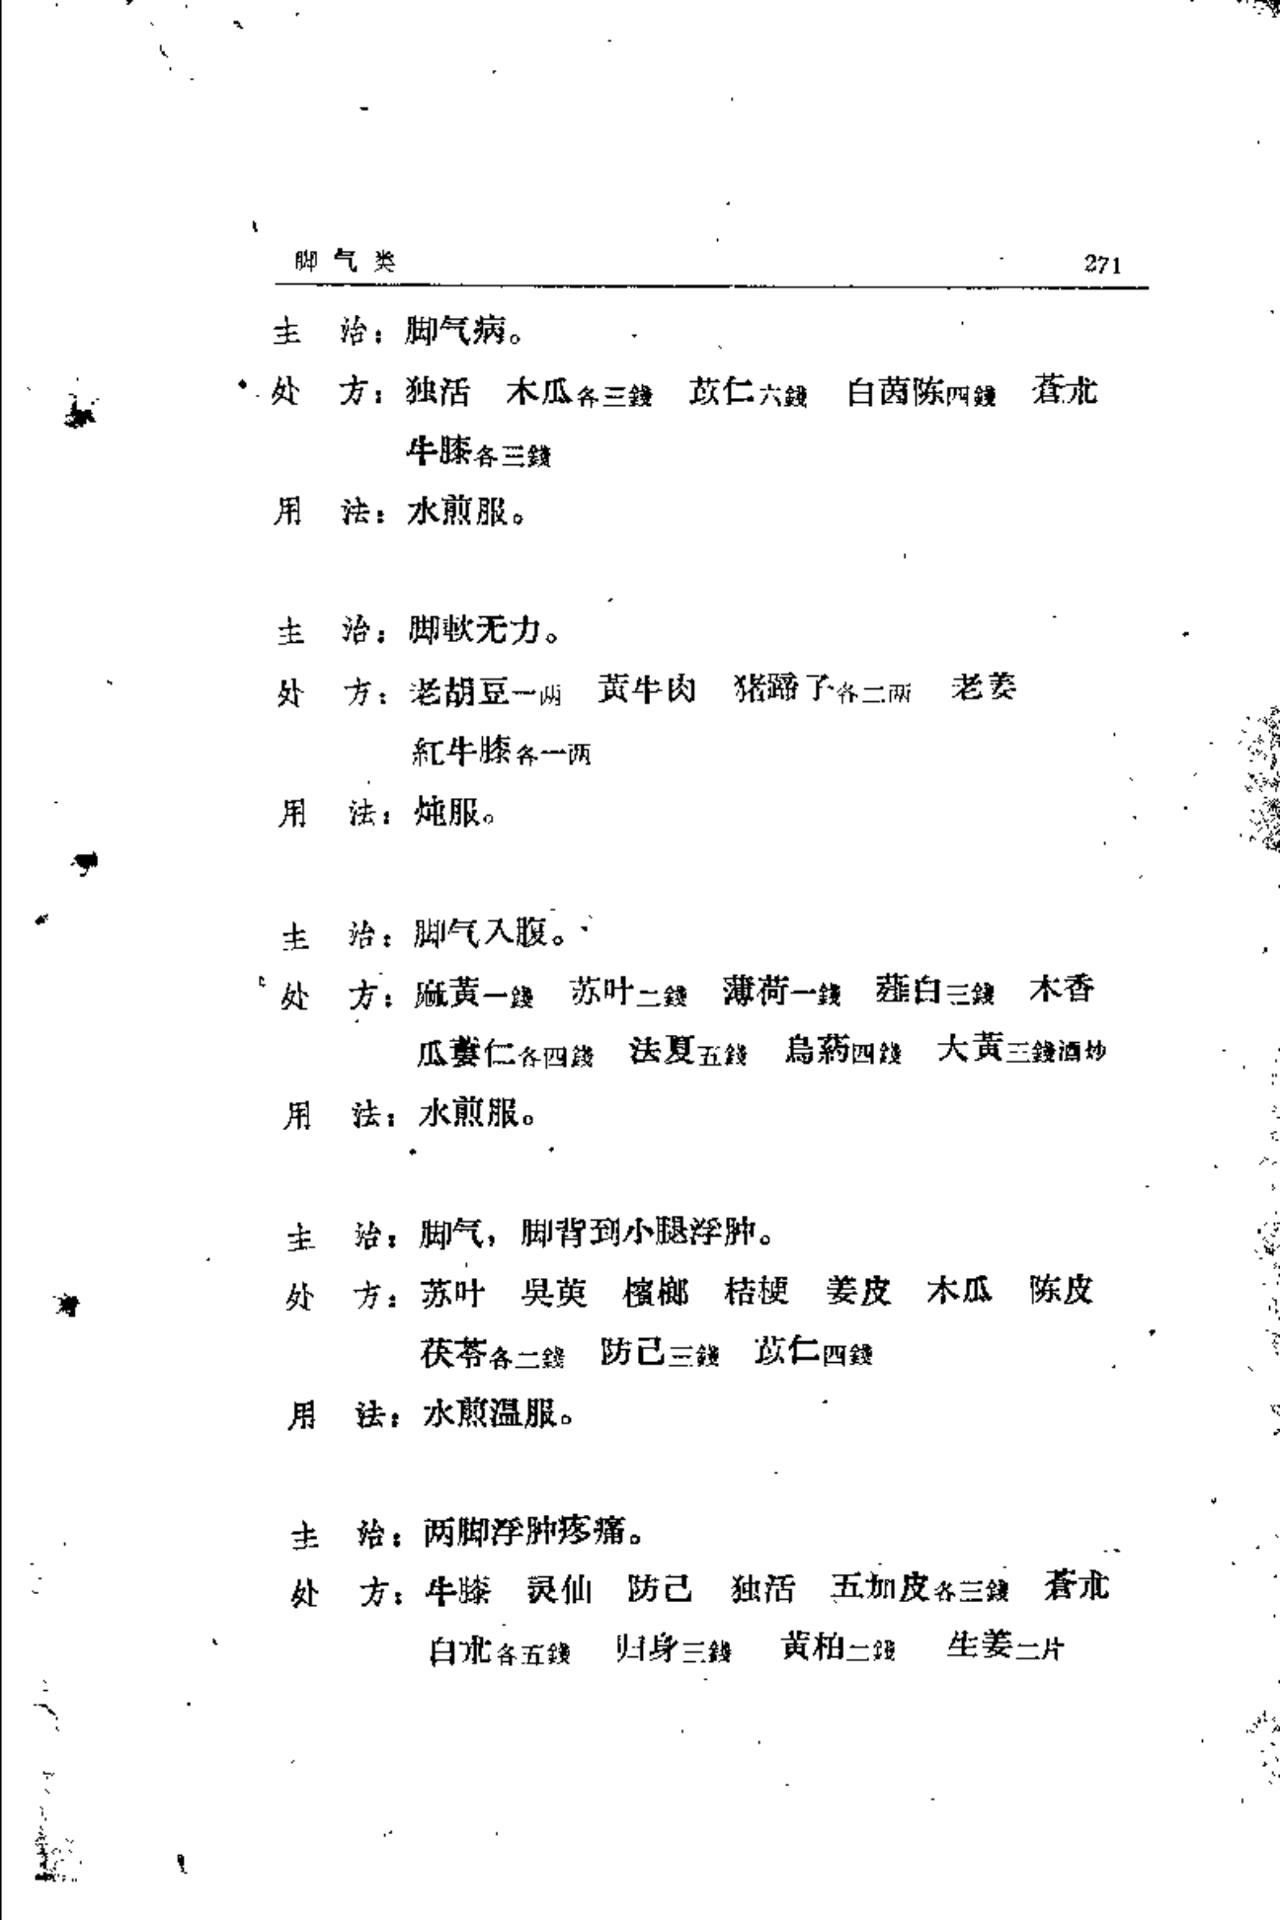 脚气类 271
主 治：脚气病。
处 方：独活 木瓜各三錢 苡仁六錢 白茵陈四錢 蒼朮
牛膝各三錢
用 法：水煎服。
主 治：脚軟无力。
处 方：老胡豆一两 黃牛肉 猪蹄子各二两 老姜
紅牛膝各一两
用 法：炖服。
主 治：脚气入腹。
处 方：麻黃一錢 苏叶二錢 薄荷一錢 薤白三錢 木香
瓜蔞仁各四錢 法夏五錢 烏葯四錢 大黃三錢酒炒
用 法：水煎服。
主 治：脚气，脚背到小腿浮肿。
处 方：苏叶 吳萸 檳榔 桔梗 姜皮 木瓜 陈皮
茯苓各二錢 防己三錢 苡仁四錢
用 法：水煎温服。
主 治：两脚浮肿疼痛。
处 方：牛膝 灵仙 防己 独活 五加皮各三錢 蒼朮
白朮各五錢 归身三錢 黃柏二錢 生姜二片